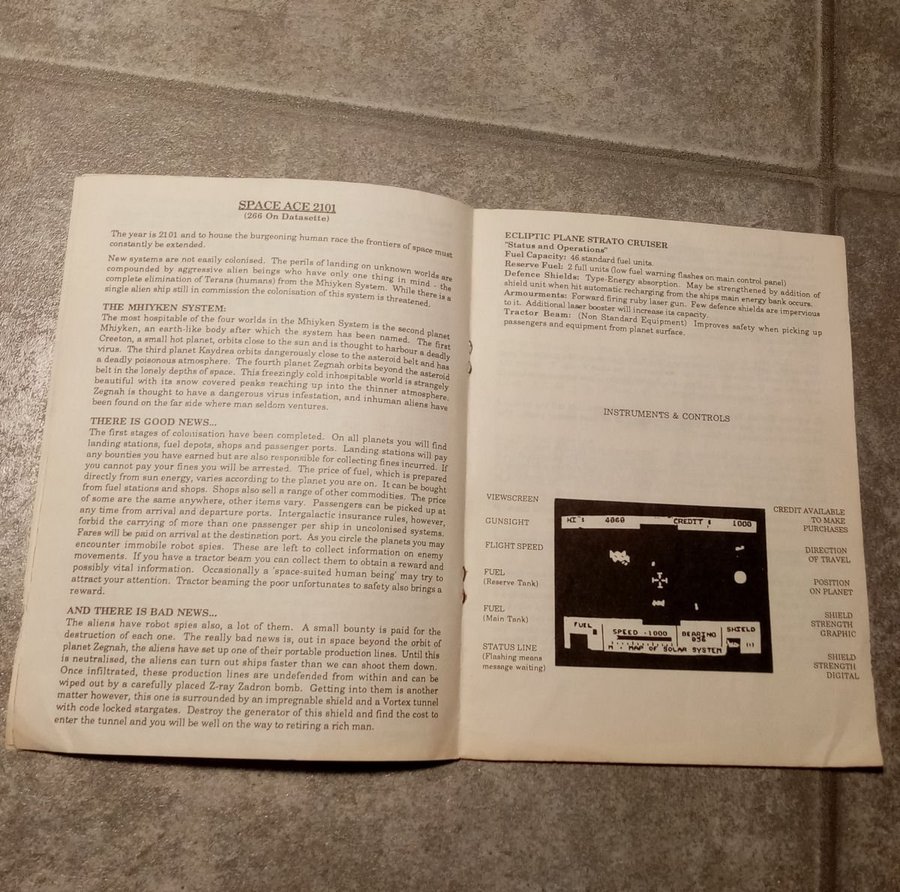 SPACE ACE 2101
(266 On Datasette)
The year is 2101 and to house the burgeoning human race the frontiers of space must
constantly be extended.
New systems are not easily colonised. The perils of landing on unknown worlds are
compounded by aggressive alien beings who have only one thing in mind - the
complete elimination of Terans (humans) from the Mhiyken System. While there is a
single alien ship still in commission the colonisation of this system is threatened.
THE MHIYKEN SYSTEM.
The most hospitable of the four worlds in the Mhiyken System is the second planet
Mhiyken, an earth-like body after which the system has been named. The first
Creeton, a small hot planet, orbits close to the sun and is thought to harbour a deadly
virus. The third planet Kaydrea orbits dangerously close to the asteroid belt and has
a deadly poisonous atmosphere. The fourth planet Zegnah orbits beyond the asteroid
belt in the lonely depths of space. This freezingly cold inhospitable world is strangely
beautiful with its snow covered peaks reaching up into the thinner atmosphere.
Zegnah is thought to have a dangerous virus infestation, and inhuman aliens have
been found on the far side where man seldom ventures.
THERE IS GOOD NEWS...
The first stages of colonisation have been completed. On all planets you will find
landing stations, fuel depots, shops and passenger ports. Landing stations will pay
any bounties you have earned but are also responsible for collecting fines incurred. If
you cannot pay your fines you will be arrested. The price of fuel, which is prepared
directly from sun energy, varies according to the planet you are on. It can be bought
from fuel stations and shops. Shops also sell a range of other commodities. The price
of some are the same anywhere, other items vary. Passengers can be picked up at
any time from arrival and departure ports. Intergalactic insurance rules, however,
forbid the carrying of more than one passenger per ship in uncolonised systems.
Fares will be paid on arrival at the destination port. As you circle the planets you may
encounter immobile robot spies. These are left to collect information on enemy
movements. If you have a tractor beam you can collect them to obtain a reward and
possibly vital information. Occasionally a 'space-suited human being' may try to
attract your attention. Tractor beaming the poor unfortunates to safety also brings a
reward.
AND THERE IS BAD NEWS...
The aliens have robot spies also, a lot of them. A small bounty is paid for the
destruction of each one. The really bad news is, out in space beyond the orbit of
planet Zegnah, the aliens have set up one of their portable production lines. Until this
is neutralised, the aliens can turn out ships faster than we can shoot them down.
Once infiltrated, these production lines are undefended from within and can be
wiped out by a carefully placed Z-ray Zadron bomb. Getting into them is another
matter however, this one is surrounded by an impregnable shield and a Vortex tunnel
with code locked stargates. Destroy the generator of this shield and find the cost to
enter the tunnel and you will be well on the way to retiring a rich man.
ECLIPTIC PLANE STRATO CRUISER
"Status and Operations"
Fuel Capacity: 46 standard fuel units.
Reserve Fuel: 2 full units (low fuel warning flashes on main control panel)
Defence Shields: Type-Energy absorption. May be strengthened by addition of
shield unit when hit automatic recharging from the ships main energy bank occurs.
Armourments: Forward firing ruby laser gun. Few defence shields are impervious
to it. Additional laser booster will increase its capacity.
Tractor Beam: (Non Standard Equipment) Improves safety when picking up
passengers and equipment from planet surface.
INSTRUMENTS & CONTROLS
VIEWSCREEN
GUNSIGHT
FLIGHT SPEED
FUEL
(Reserve Tank)
FUEL
(Main Tank)
STATUS LINE
(Flashing means
message waiting)
HI : 4060 CREDIT : 1000
FUEL
SPEED -1000
BEARING
036
SHIELD
M - MAP OF SOLAR SYSTEM
CREDIT AVAILABLE
TO MAKE
PURCHASES
DIRECTION
OF TRAVEL
POSITION
ON PLANET
SHIELD
STRENGTH
GRAPHIC
SHIELD
STRENGTH
DIGITAL